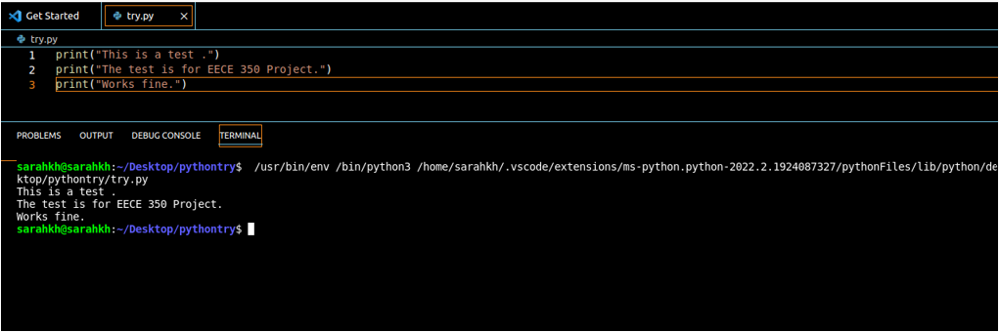 Get Started
try.py
try.py
1 print("This is a test .")
2 print("The test is for EECE 350 Project.")
3 print("Works fine.")
PROBLEMS OUTPUT DEBUG CONSOLE TERMINAL
sarahkh@sarahkh:~/Desktop/pythontry$ /usr/bin/env /bin/python3 /home/sarahkh/.vscode/extensions/ms-python.python-2022.2.1924087327/pythonFiles/lib/python/de
ktop/pythontry/try.py
This is a test .
The test is for EECE 350 Project.
Works fine.
sarahkh@sarahkh:~/Desktop/pythontry$